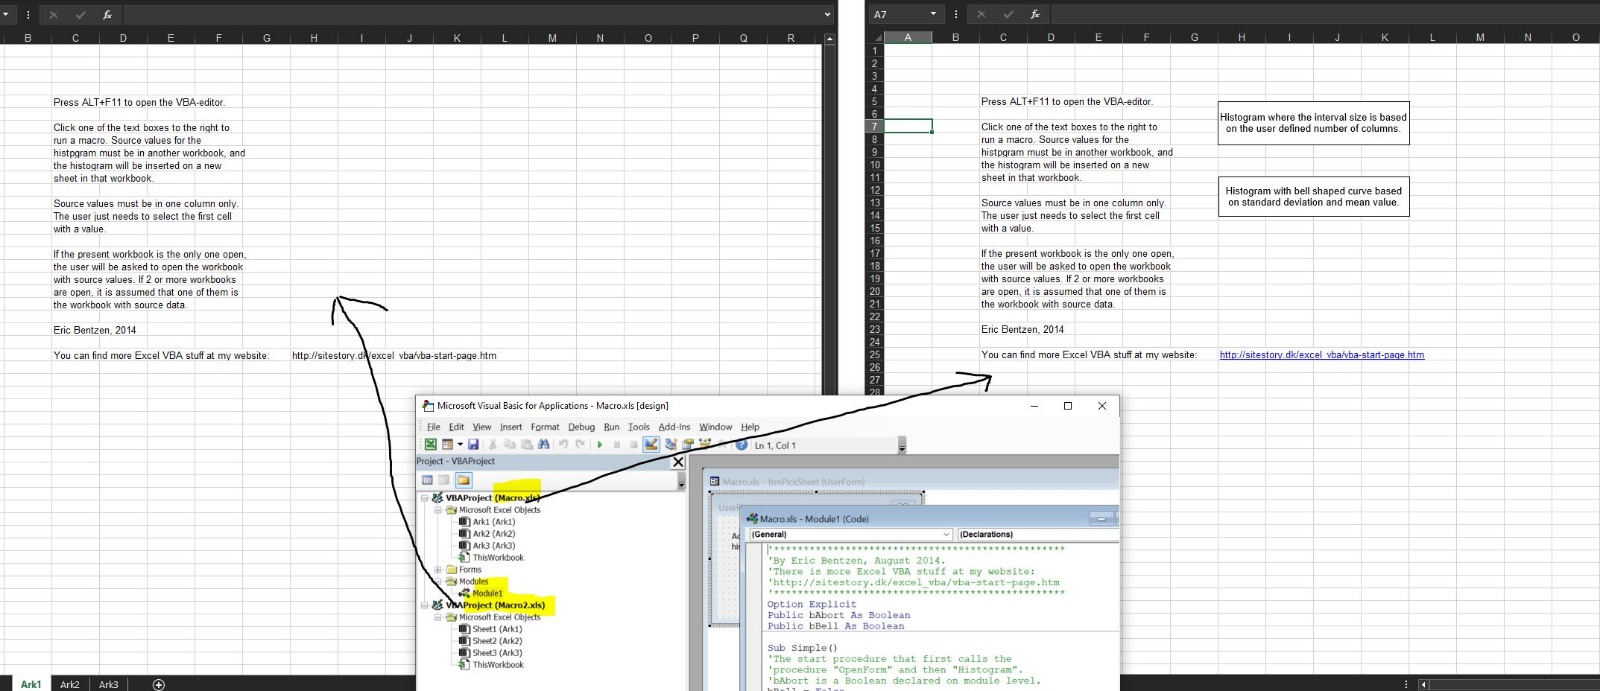 fx
B C D E F G H I J K L M N O P Q R
Press ALT+F11 to open the VBA-editor.
Click one of the text boxes to the right to
run a macro. Source values for the
histpgram must be in another workbook, and
the histogram will be inserted on a new
sheet in that workbook.
Source values must be in one column only.
The user just needs to select the first cell
with a value.
If the present workbook is the only one open,
the user will be asked to open the workbook
with source values. If 2 or more workbooks
are open, it is assumed that one of them is
the workbook with source data.
Eric Bentzen, 2014
You can find more Excel VBA stuff at my website: http://sitestory.dk/excel_vba/vba-start-page.htm
Ark1 Ark2 Ark3
A7 fx
A B C D E F G H I J K L M N O
1
2
3
4
5 Press ALT+F11 to open the VBA-editor.
6
7 Click one of the text boxes to the right to
8 run a macro. Source values for the
9 histpgram must be in another workbook, and
10 the histogram will be inserted on a new
11 sheet in that workbook.
12
13 Source values must be in one column only.
14 The user just needs to select the first cell
15 with a value.
16
17 If the present workbook is the only one open,
18 the user will be asked to open the workbook
19 with source values. If 2 or more workbooks
20 are open, it is assumed that one of them is
21 the workbook with source data.
22
23 Eric Bentzen, 2014
24
25 You can find more Excel VBA stuff at my website: http://sitestory.dk/excel_vba/vba-start-page.htm
26
27
28
Histogram where the interval size is based
on the user defined number of columns.
Histogram with bell shaped curve based
on standard deviation and mean value.
Microsoft Visual Basic for Applications - Macro.xls [design]
File Edit View Insert Format Debug Run Tools Add-Ins Window Help
Ln 1, Col 1
Project - VBAProject
VBAProject (Macro.xls)
Microsoft Excel Objects
Ark1 (Ark1)
Ark2 (Ark2)
Ark3 (Ark3)
ThisWorkbook
Forms
Modules
Module1
VBAProject (Macro2.xls)
Microsoft Excel Objects
Sheet1 (Ark1)
Sheet2 (Ark2)
Sheet3 (Ark3)
ThisWorkbook
Macro.xls - frmPickSheet (UserForm)
Macro.xls - Module1 (Code)
(General) (Declarations)
'**************************************************
'By Eric Bentzen, August 2014.
'There is more Excel VBA stuff at my website:
'http://sitestory.dk/excel_vba/vba-start-page.htm
'**************************************************
Option Explicit
Public bAbort As Boolean
Public bBell As Boolean
Sub Simple()
'The start procedure that first calls the
'procedure "OpenForm" and then "Histogram".
'bAbort is a Boolean declared on module level.
bBell = False